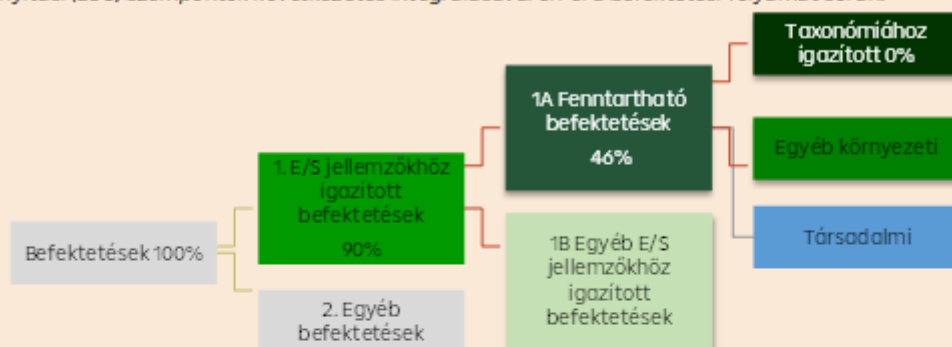 Taxonómiához
igazított 0%
1A Fenntartható
befektetések
46%
Egyéb környezeti
1. E/S jellemzőkhöz
igazított
befektetések
90%
Társadalmi
Befektetések 100%
1B Egyéb E/S
jellemzőkhöz
igazított
befektetések
2. Egyéb
befektetések